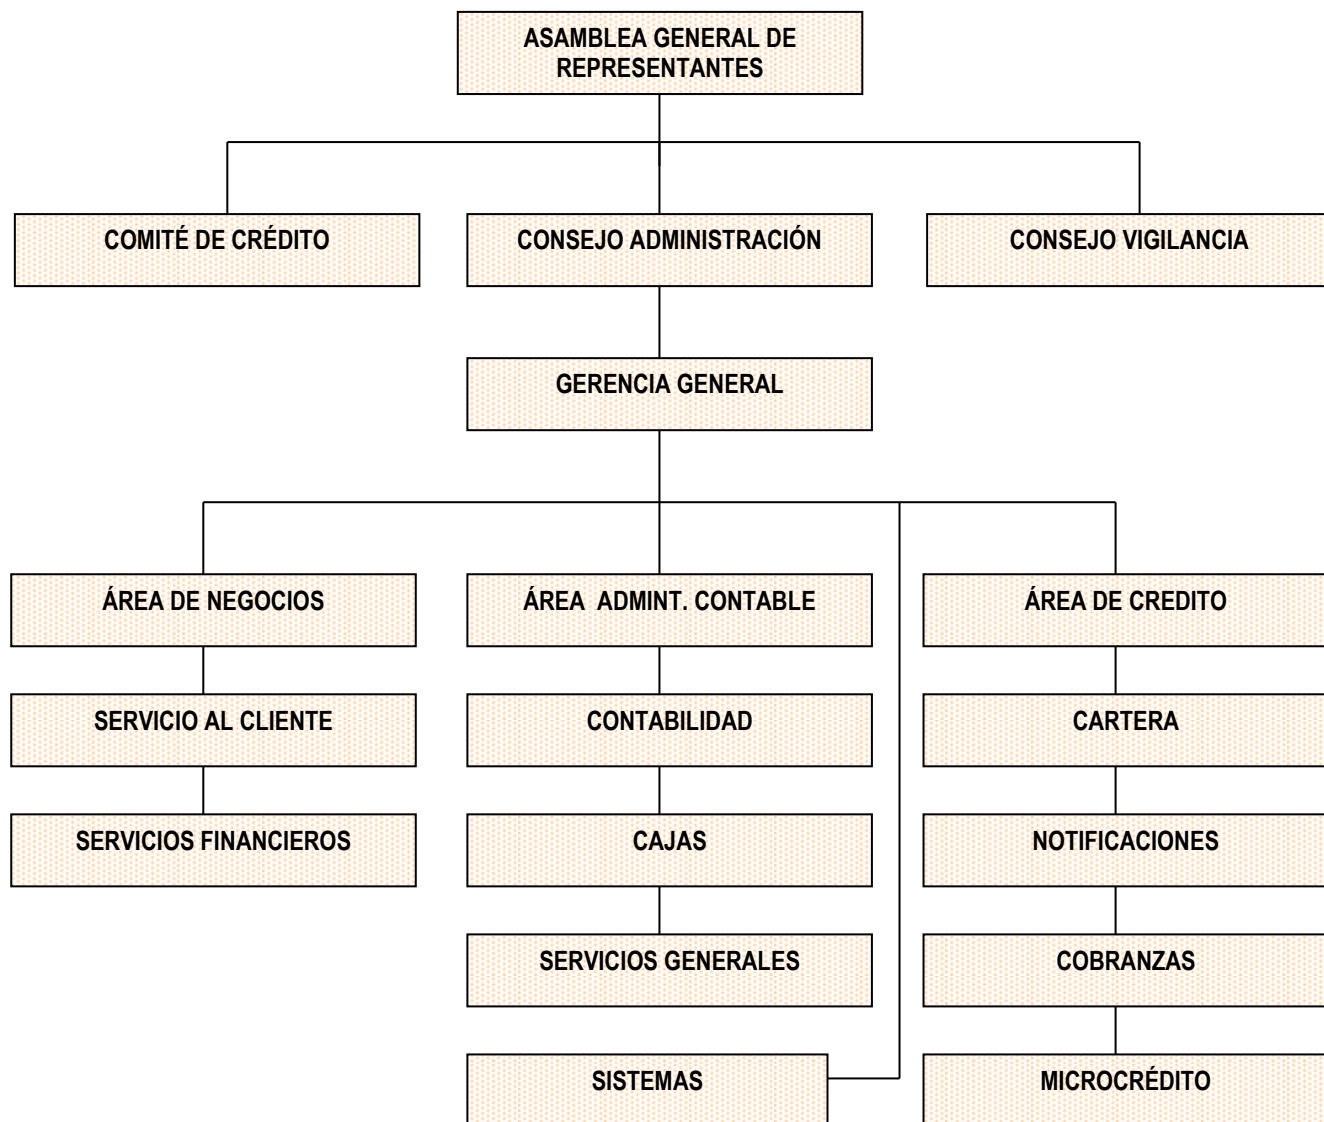 ASAMBLEA GENERAL DE
REPRESENTANTES
COMITÉ DE CRÉDITO
CONSEJO ADMINISTRACIÓN
CONSEJO VIGILANCIA
GERENCIA GENERAL
ÁREA DE NEGOCIOS
ÁREA ADMINT. CONTABLE
ÁREA DE CREDITO
SERVICIO AL CLIENTE
CONTABILIDAD
CARTERA
SERVICIOS FINANCIEROS
CAJAS
NOTIFICACIONES
SERVICIOS GENERALES
COBRANZAS
SISTEMAS
MICROCRÉDITO